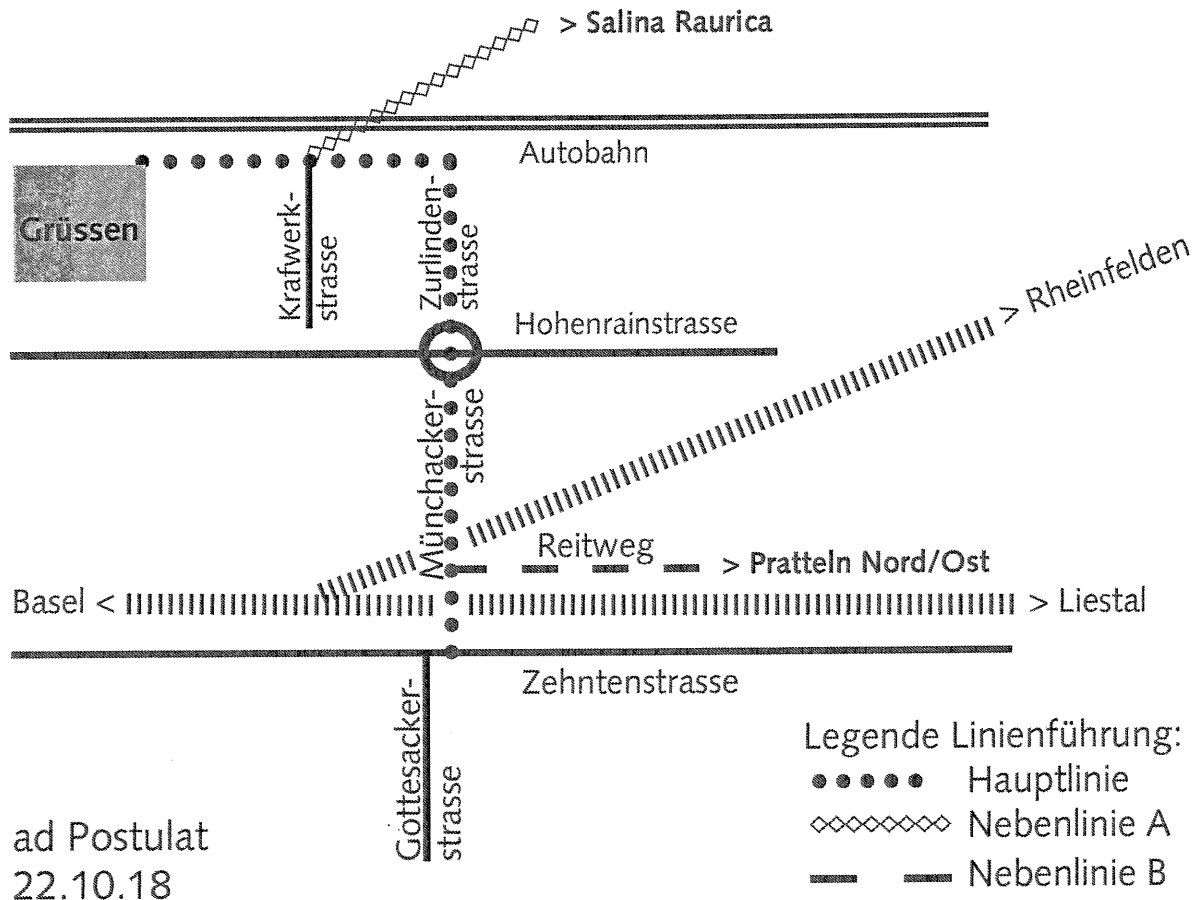 > Salina Raurica
Autobahn
Grüssen
Krafwerk-
strasse
Zurlinden-
strasse
Hohenrainstrasse
> Rheinfelden
Münchacker-
strasse
Reitweg
> Pratteln Nord/Ost
Basel <
> Liestal
Zehntenstrasse
Gottesacker-
strasse
Legende Linienführung:
Hauptlinie
Nebenlinie A
Nebenlinie B
ad Postulat
22.10.18